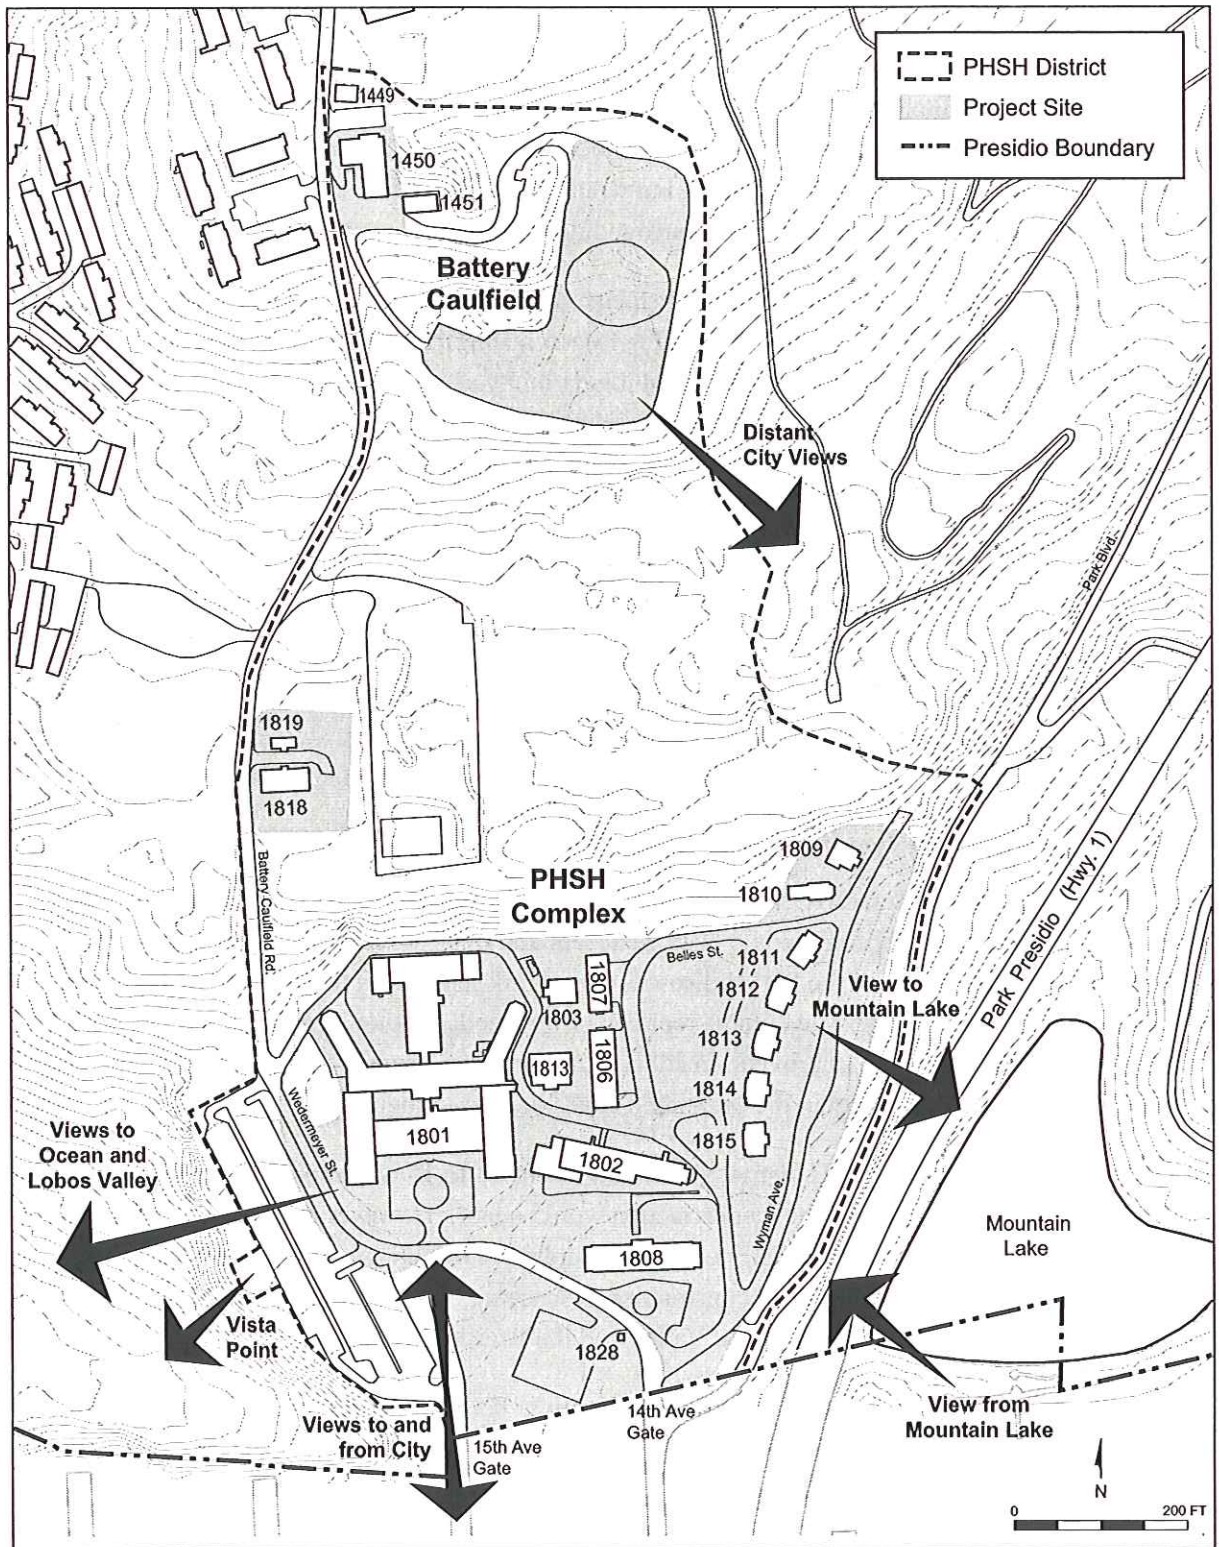 PHSH District
Project Site
Presidio Boundary
1449
1450
1451
Battery
Caulfield
Distant
City Views
Park Blvd.
1819
1818
Battery Caulfield Rd.
PHSH
Complex
1809
1810
Belles St.
1811
1812
1813
1814
1815
1807
1803
1806
1813
View to
Mountain Lake
Park Presidio (Hwy. 1)
Wedermeyer St.
1801
1802
Views to
Ocean and
Lobos Valley
Wyman Ave.
Mountain
Lake
1808
Vista
Point
1828
Views to and
from City
15th Ave
Gate
14th Ave
Gate
View from
Mountain Lake
N
0
200 FT